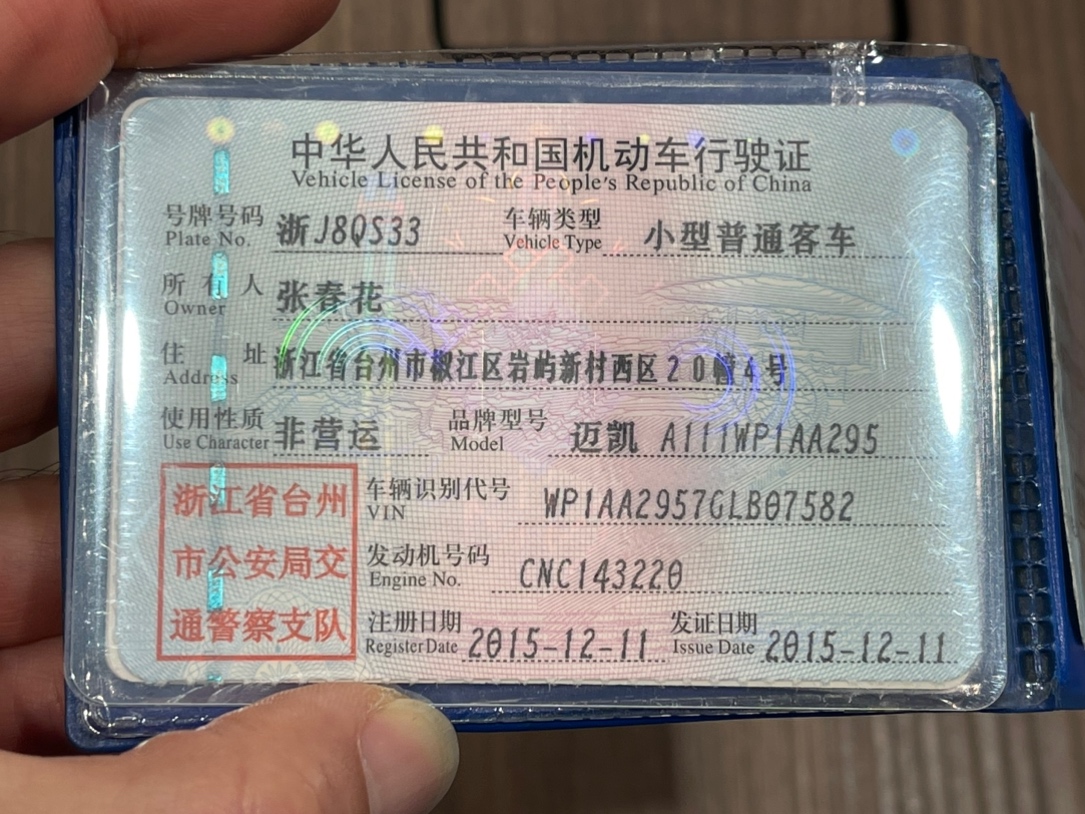 中华人民共和国机动车行驶证
Vehicle License of the People's Republic of China
号牌号码 浙J8QS33 车辆类型 小型普通客车
Plate No. Vehicle Type
所有人 张春花
Owner
住址 浙江省台州市椒江区岩屿新村西区20幢4号
Address
使用性质 非营运 品牌型号 迈凯 A111WP1AA295
Use Character Model
浙江省台州
市公安局交
通警察支队
车辆识别代号 WP1AA2957GLB07582
VIN
发动机号码 CNC143220
Engine No.
注册日期 2015-12-11 发证日期 2015-12-11
Register Date Issue Date